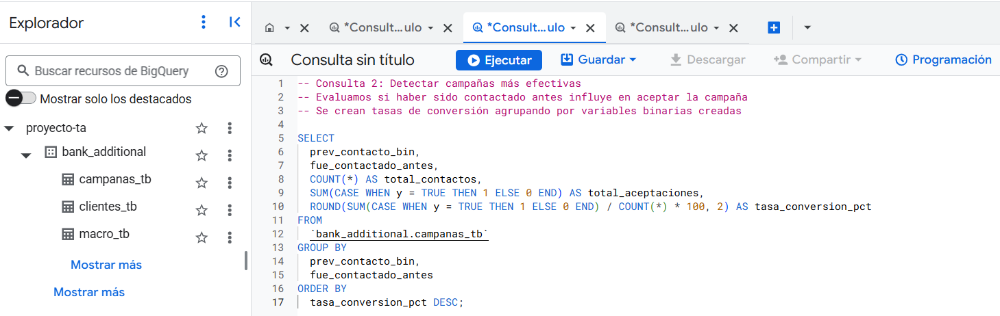 Explorador
Buscar recursos de BigQuery
Mostrar solo los destacados
proyecto-ta
bank_additional
campanas_tb
clientes_tb
macro_tb
Mostrar más
Mostrar más
*Consult...ulo
*Consult...ulo
*Consult...ulo
Consulta sin título
Ejecutar
Guardar
Descargar
Compartir
Programación
1 -- Consulta 2: Detectar campañas más efectivas
2 -- Evaluamos si haber sido contactado antes influye en aceptar la campaña
3 -- Se crean tasas de conversión agrupando por variables binarias creadas
4
5 SELECT
6 prev_contacto_bin,
7 fue_contactado_antes,
8 COUNT(*) AS total_contactos,
9 SUM(CASE WHEN y = TRUE THEN 1 ELSE 0 END) AS total_aceptaciones,
10 ROUND(SUM(CASE WHEN y = TRUE THEN 1 ELSE 0 END) / COUNT(*) * 100, 2) AS tasa_conversion_pct
11 FROM
12 `bank_additional.campanas_tb`
13 GROUP BY
14 prev_contacto_bin,
15 fue_contactado_antes
16 ORDER BY
17 tasa_conversion_pct DESC;